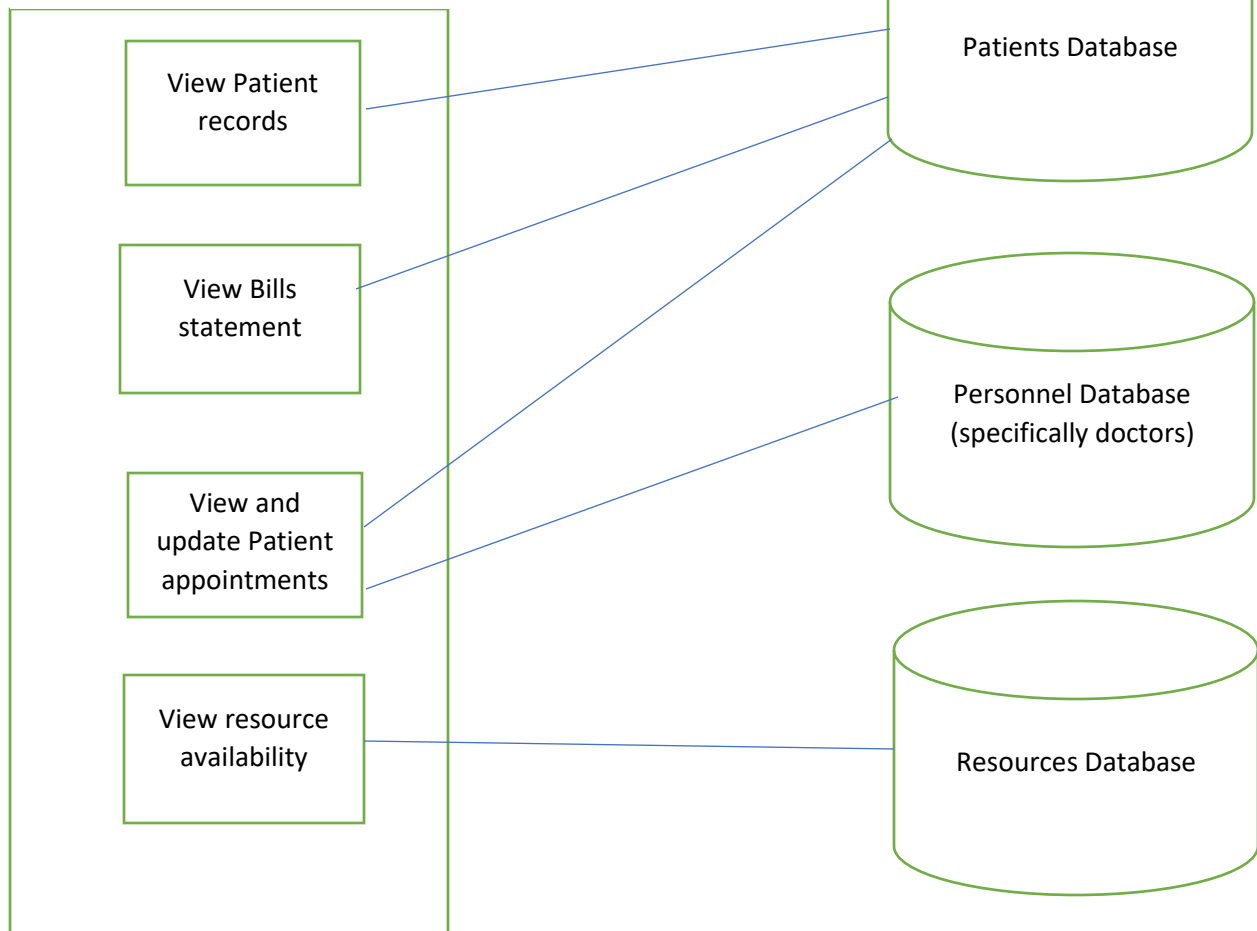 View Patient
records
View Bills
statement
View and
update Patient
appointments
View resource
availability
Patients Database
Personnel Database
(specifically doctors)
Resources Database